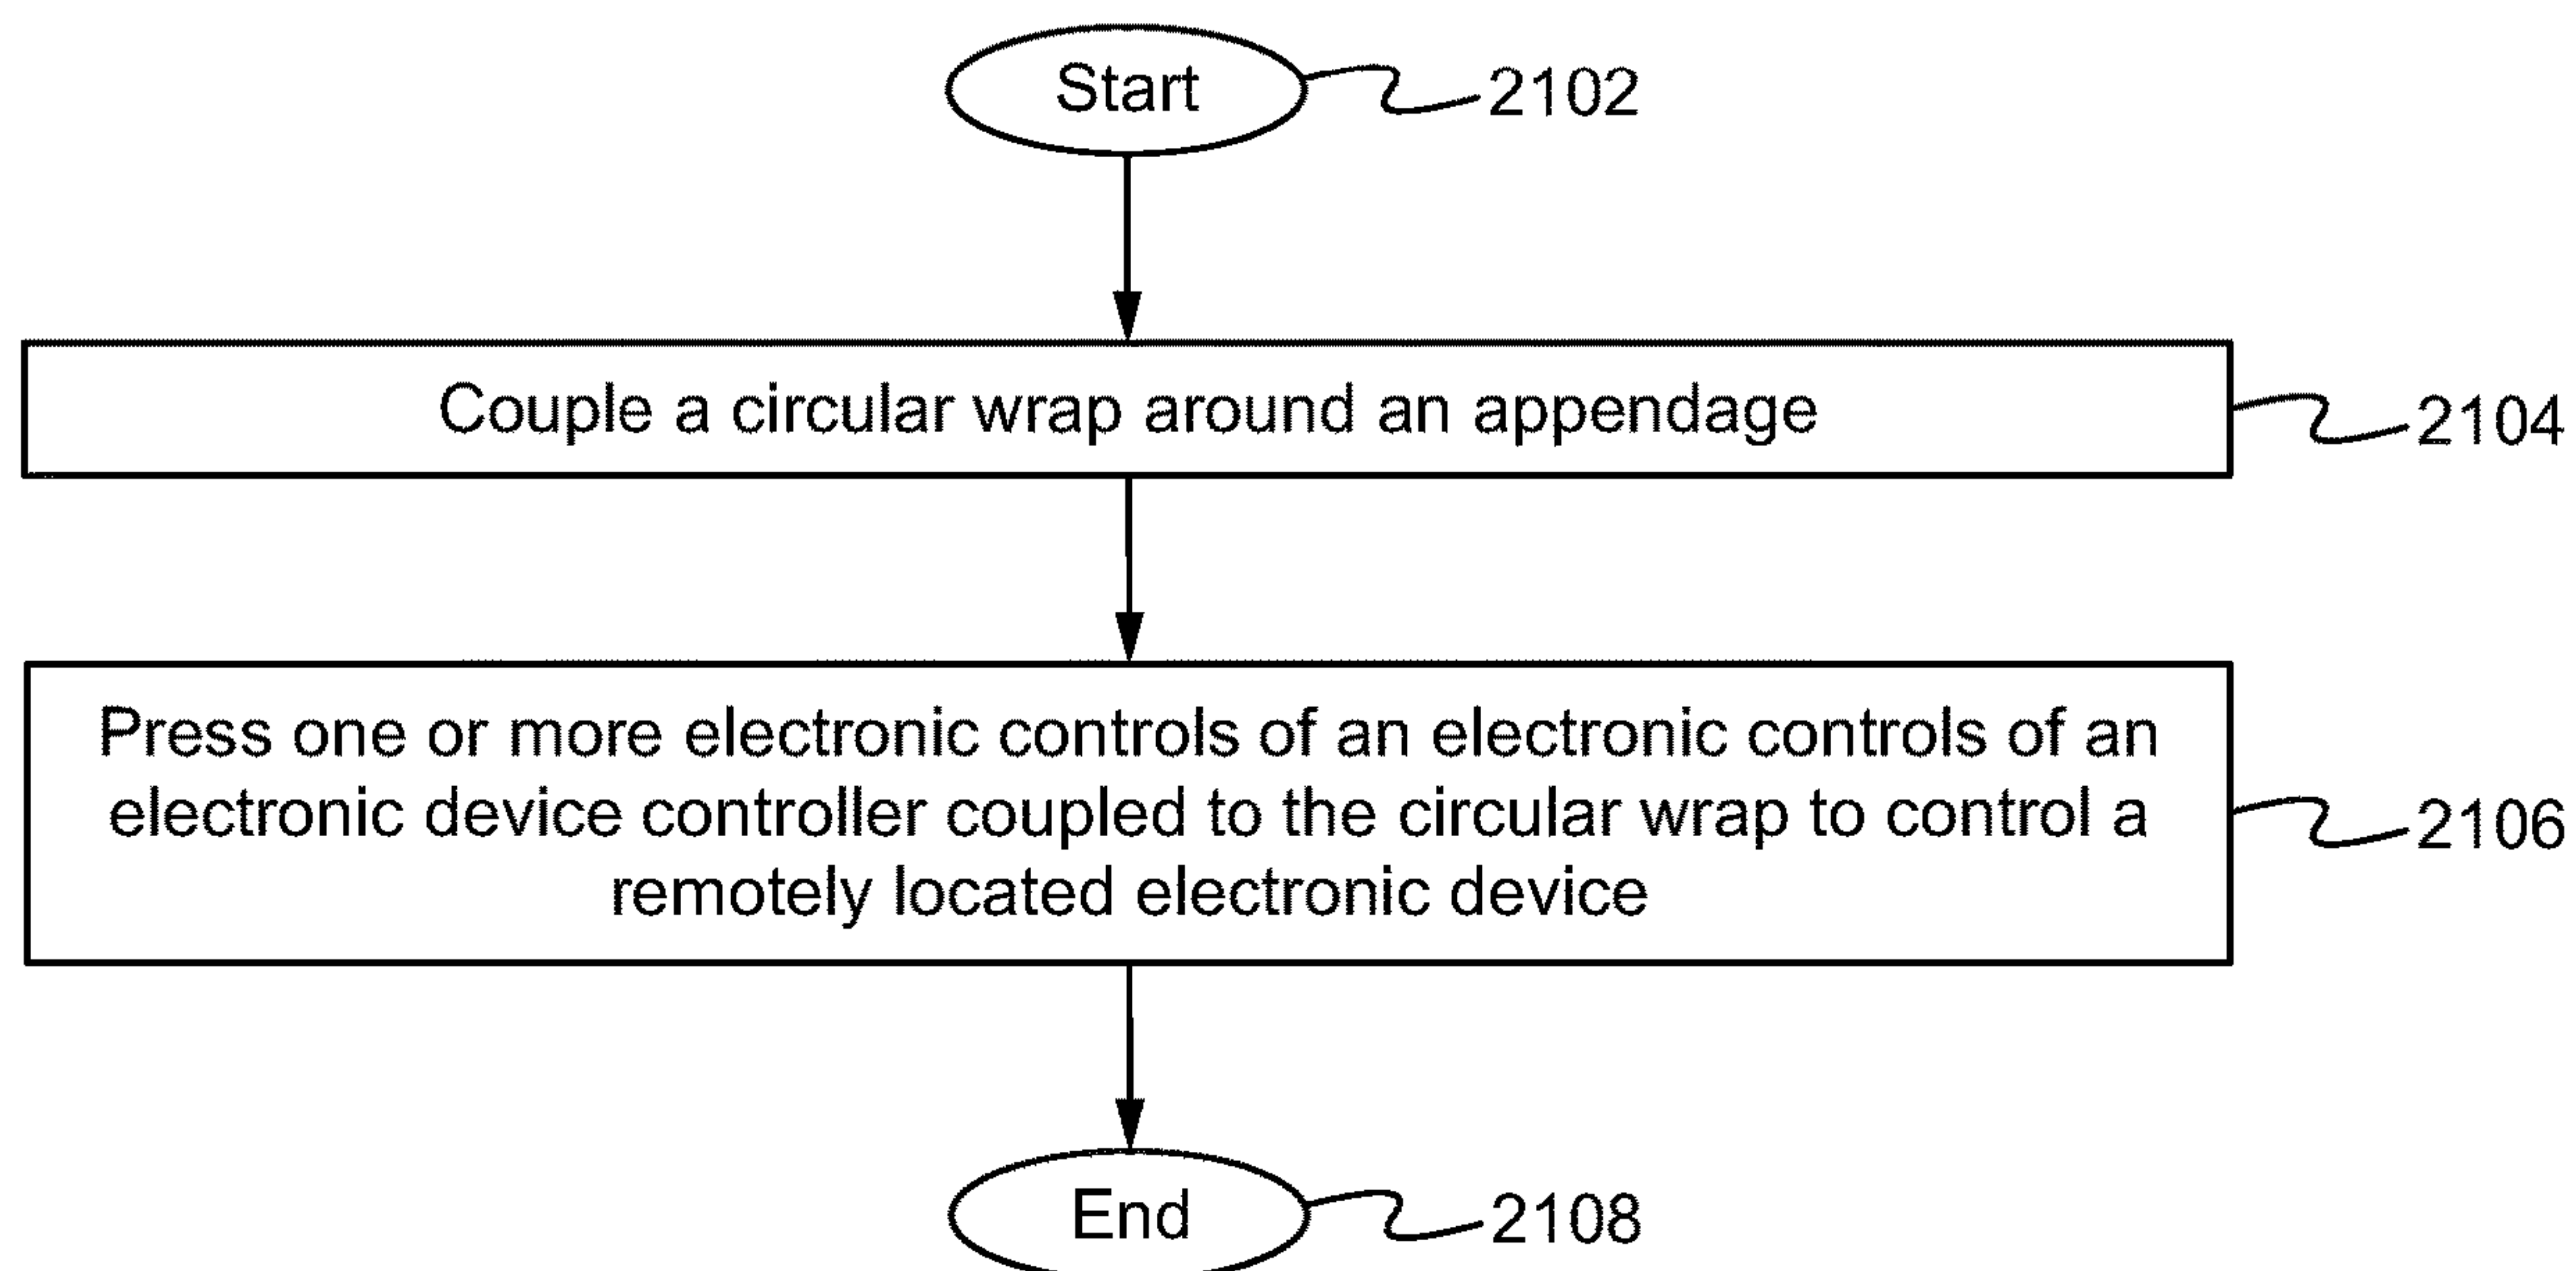 Start
2102
Couple a circular wrap around an appendage
2104
Press one or more electronic controls of an electronic controls of an
electronic device controller coupled to the circular wrap to control a
remotely located electronic device
2106
End
2108